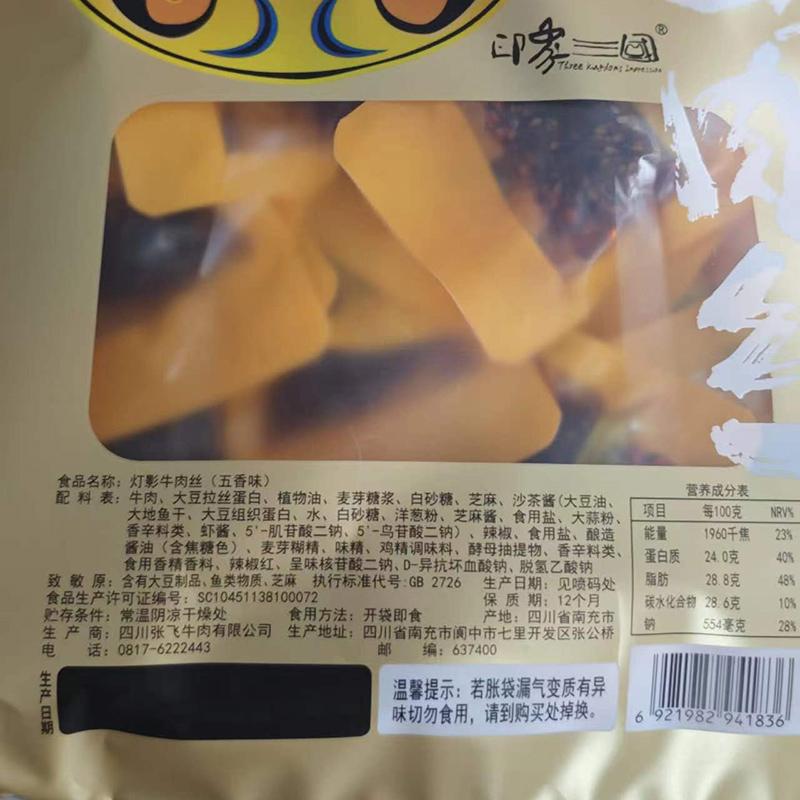 印象三國®
Three kingdoms Impression
食品名称：灯影牛肉丝（五香味）
配 料 表：牛肉、大豆拉丝蛋白、植物油、麦芽糖浆、白砂糖、芝麻、沙茶酱(大豆油、
大地鱼干、大豆组织蛋白、水、白砂糖、洋葱粉、芝麻酱、食用盐、大蒜粉、
香辛料类、虾酱、5'-肌苷酸二钠、5'-鸟苷酸二钠）、辣椒、食用盐、酿造
酱油（含焦糖色）、麦芽糊精、味精、鸡精调味料、酵母抽提物、香辛料类、
食用香精香料、辣椒红、呈味核苷酸二钠、D-异抗坏血酸钠、脱氢乙酸钠
致 敏 原：含有大豆制品、鱼类物质、芝麻 执行标准代号：GB 2726 生产日期：见喷码处
食品生产许可证编号：SC10451138100072 保 质 期：12个月
贮存条件：常温阴凉干燥处 食用方法：开袋即食 产地：四川省南充市
生 产 商：四川张飞牛肉有限公司 生产地址：四川省南充市阆中市七里开发区张公桥
电 话：0817-6222443 邮 编：637400
营养成分表
项目 每100克 NRV%
能量 1960千焦 23%
蛋白质 24.0克 40%
脂肪 28.8克 48%
碳水化合物 28.6克 10%
钠 554毫克 28%
生产日期
温馨提示：若胀袋漏气变质有异
味切勿食用，请到购买处掉换。
6 921982 941836